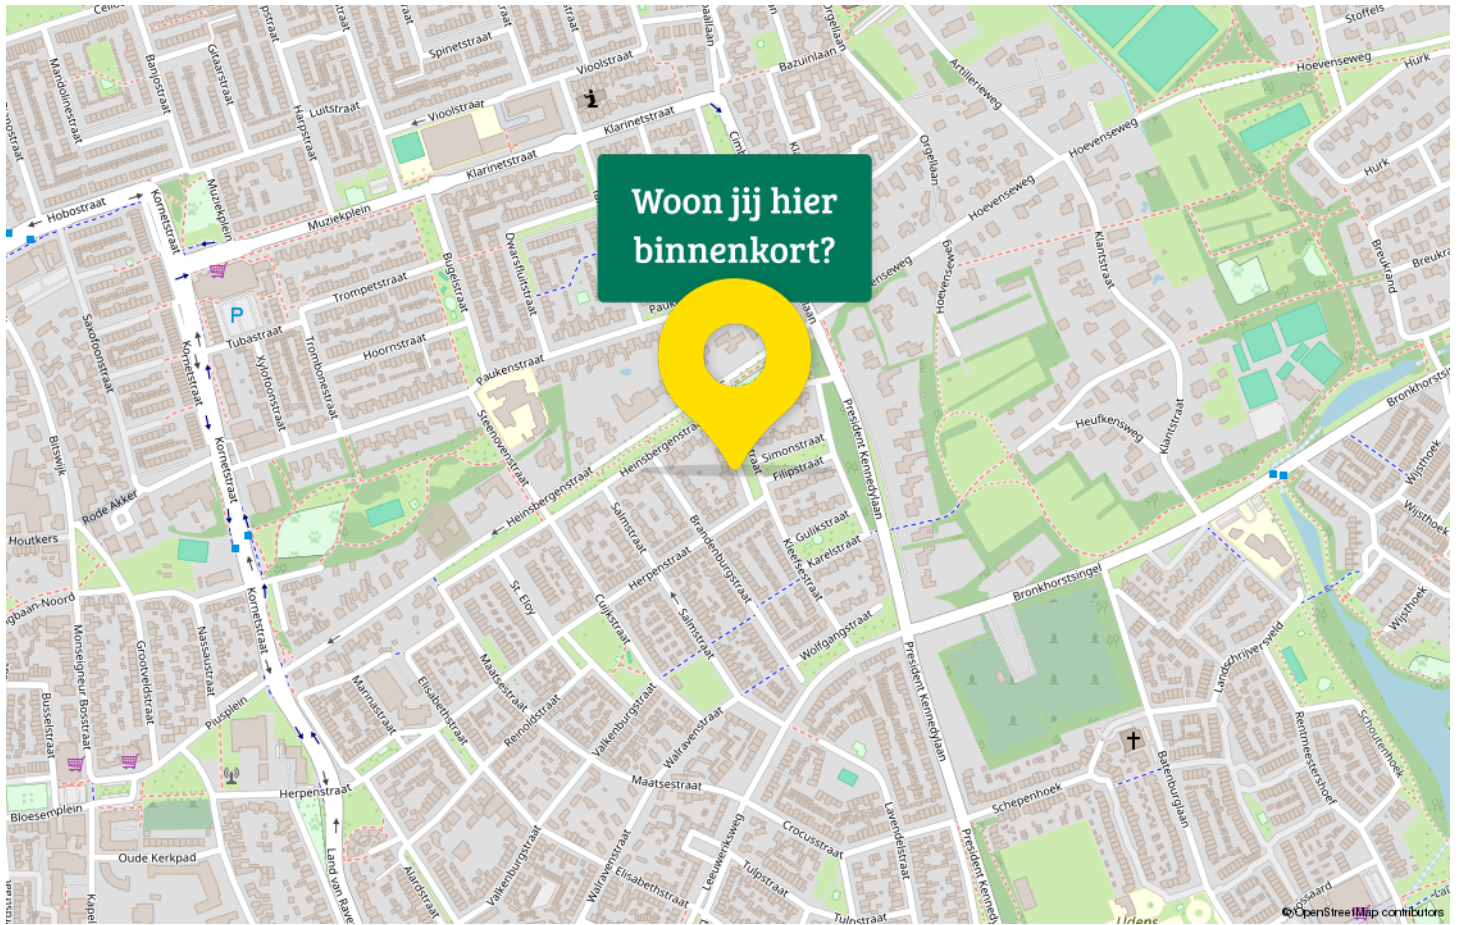 Stoffels
Spinetstraat
Vioolstraat
Bazuinlaan
Orgellaan
Hoevenseweg
Hurk
Mandolinestraat
Banjostraat
Gitaarstraat
Luitstraat
Harpstraat
Vioolstraat
Klarinetstraat
Artillerieweg
Hoevenseweg
Klarinetstraat
Orgellaan
Hurk
Hobostraat
Kornetstraat
Muziekplein
Muziekplein
Hoevenseweg
Woon jij hier
binnenkort?
Bugelstraat
Dwarsfluitstraat
Klantstraat
Breukrand
Trompetstraat
Hoevenseweg
P
Saxofoonstraat
Tubastraat
Hoornstraat
Kornetstraat
Xylofoonstraat
Trombonestraat
Paukenstraat
Steenovenstraat
Heufkensweg
Klantstraat
President Kennedylaan
Simonstraat
Filipstraat
Bitswijk
Kornetstraat
Rode Akker
Heinsbergenstraat
Wijsthoek
Houtkers
Salmstraat
Brandenburgstraat
Gulikstraat
Karelstraat
Kleefsestraat
Wijsthoek
Herpenstraat
Bronkhorstsingel
St. Eloy
Cuijkstraat
Salmstraat
Wolfgangstraat
Wijsthoek
Kornetstraat
Nassaustraat
Grootveldstraat
Monseigneur Bosstraat
Busselstraat
Piusplein
Marinastraat
Elisabethstraat
Maatsestraat
Reinoldstraat
Valkenburgstraat
Walravenstraat
President Kennedylaan
Landschrijversveld
Rentmeestershoef
Schoutenhoek
Batenburglaan
Maatsestraat
Schepenhoek
Herpenstraat
Bloesemplein
Oude Kerkpad
Crocusstraat
Lavendelstraat
Leeuweriksweg
Tulpstraat
Elisabethstraat
Valkenburgstraat
Walravenstraat
Alardstraat
Tulpstraat
© OpenStreetMap contributors